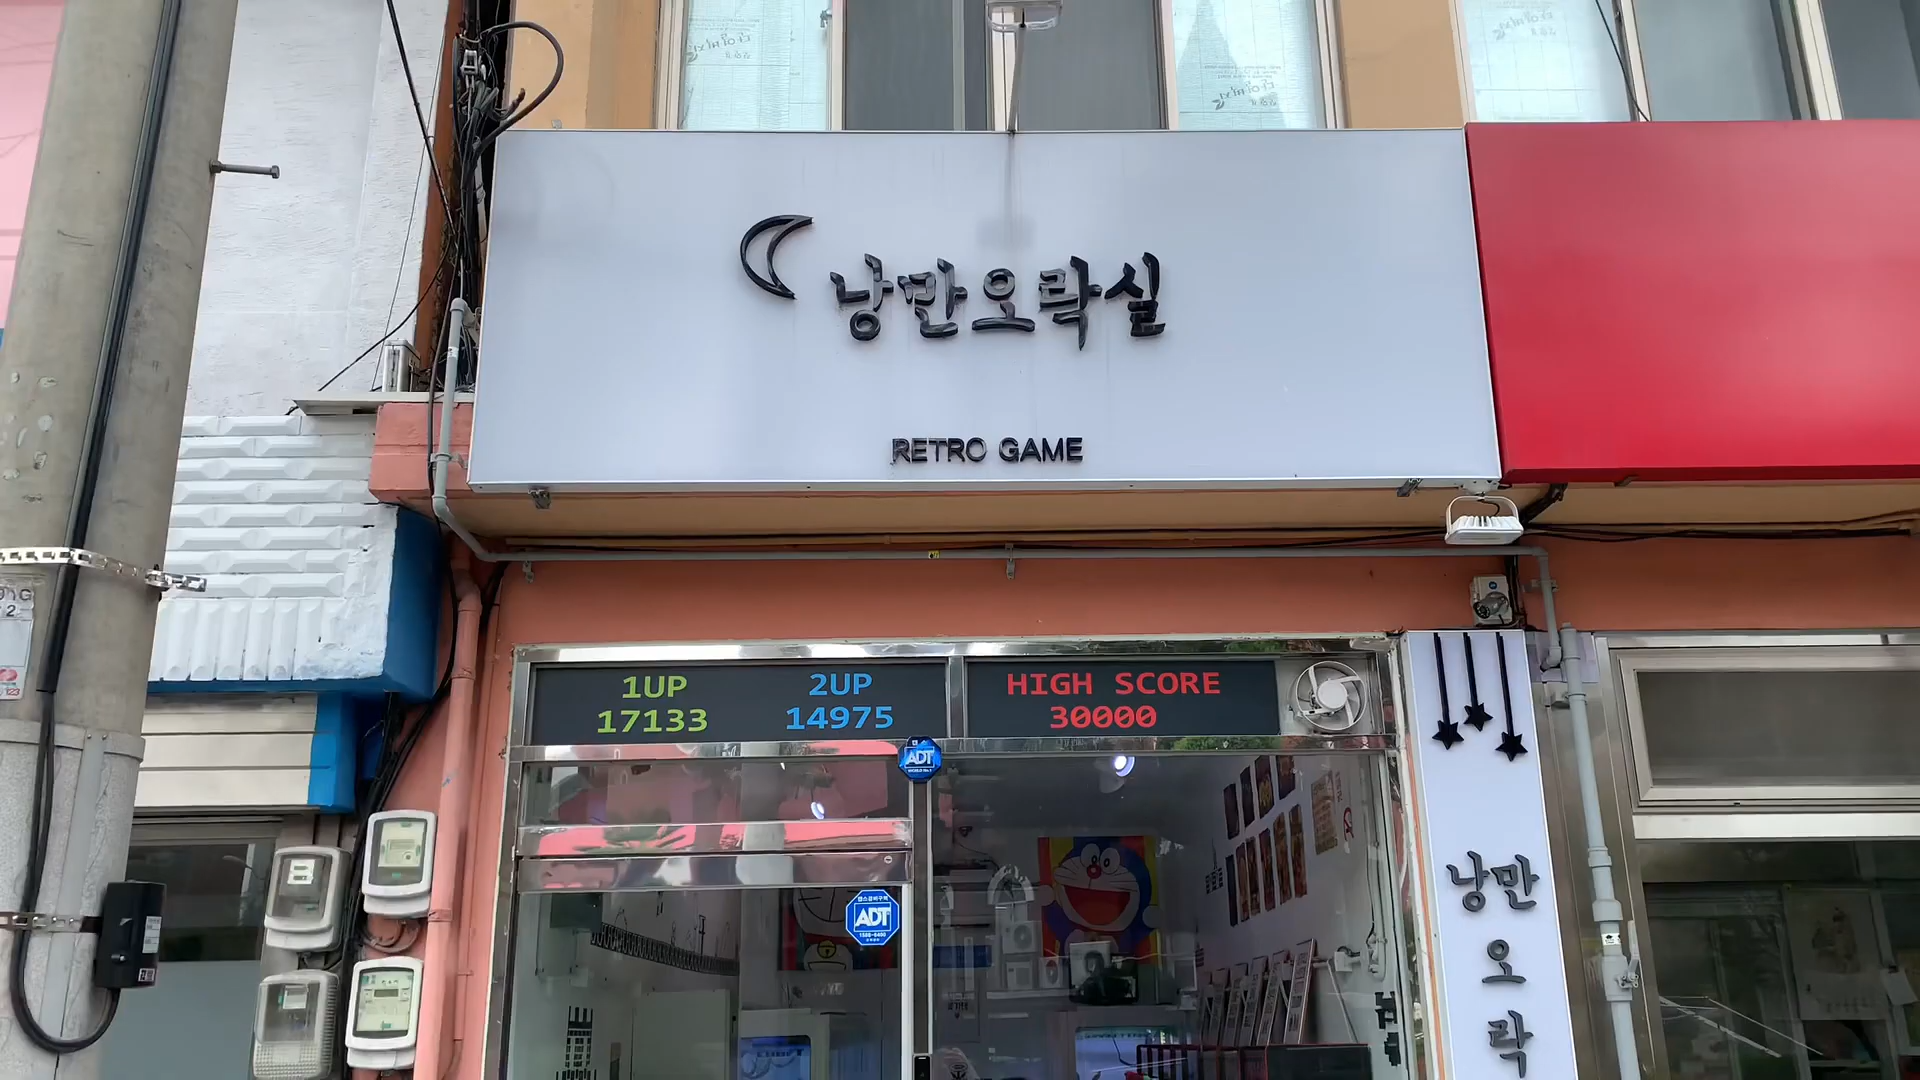 낭만오락실
RETRO GAME
1UP
17133
2UP
14975
HIGH SCORE
30000
ADT
ADT
낭만
오
락